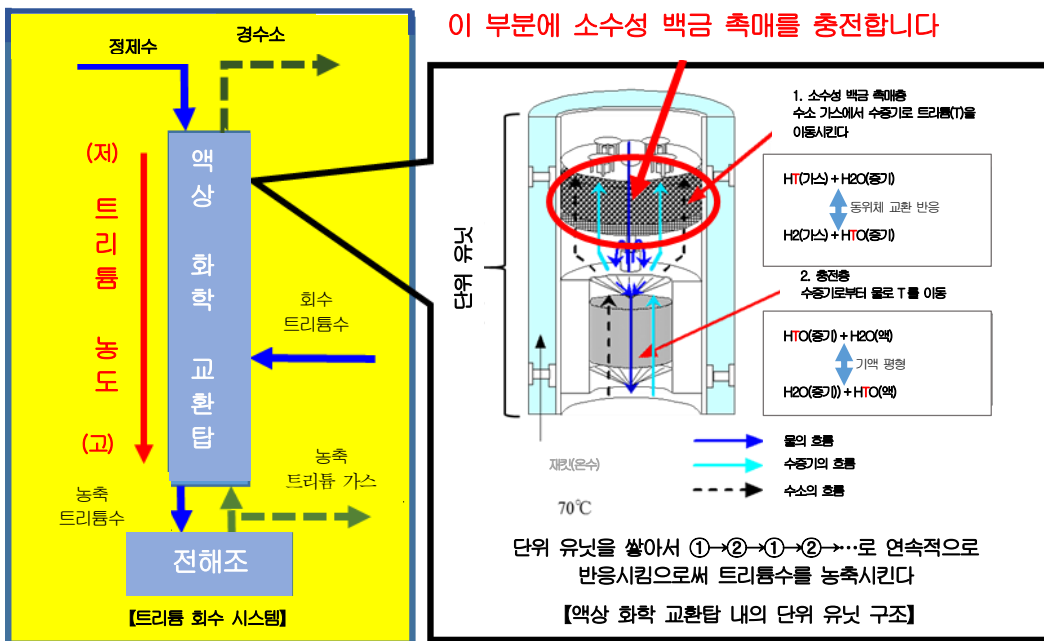 이 부분에 소수성 백금 촉매를 충전합니다
정제수
경수소
(저)
트리튬 농도
(고)
액상 화학 교환탑
회수
트리튬수
농축
트리튬 가스
농축
트리튬수
전해조
【트리튬 회수 시스템】
단위 유닛
1. 소수성 백금 촉매층
수소 가스에서 수증기로 트리튬(T)을
이동시킨다
HT(가스) + H2O(증기)
동위체 교환 반응
H2(가스) + HTO(증기)
2. 충전층
수증기로부터 물로 T를 이동
HTO(증기) + H2O(액)
기액 평형
H2O(증기)) + HTO(액)
재킷(온수)
70℃
물의 흐름
수증기의 흐름
수소의 흐름
단위 유닛을 쌓아서 ①→②→①→②→…로 연속적으로
반응시킴으로써 트리튬수를 농축시킨다
【액상 화학 교환탑 내의 단위 유닛 구조】